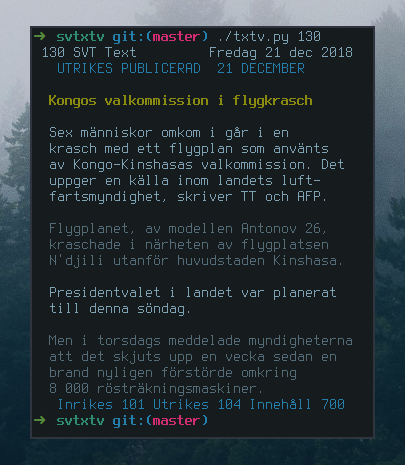 ➜ svtxtv git:(master) ./txtv.py 130
130 SVT Text Fredag 21 dec 2018
UTRIKES PUBLICERAD 21 DECEMBER
Kongos valkommission i flygkrasch
Sex människor omkom i går i en
krasch med ett flygplan som använts
av Kongo-Kinshasas valkommission. Det
uppger en källa inom landets luft-
fartsmyndighet, skriver TT och AFP.
Flygplanet, av modellen Antonov 26,
kraschade i närheten av flygplatsen
N'djili utanför huvudstaden Kinshasa.
Presidentvalet i landet var planerat
till denna söndag.
Men i torsdags meddelade myndigheterna
att det skjuts upp en vecka sedan en
brand nyligen förstörde omkring
8 000 rösträkningsmaskiner.
Inrikes 101 Utrikes 104 Innehåll 700
➜ svtxtv git:(master)